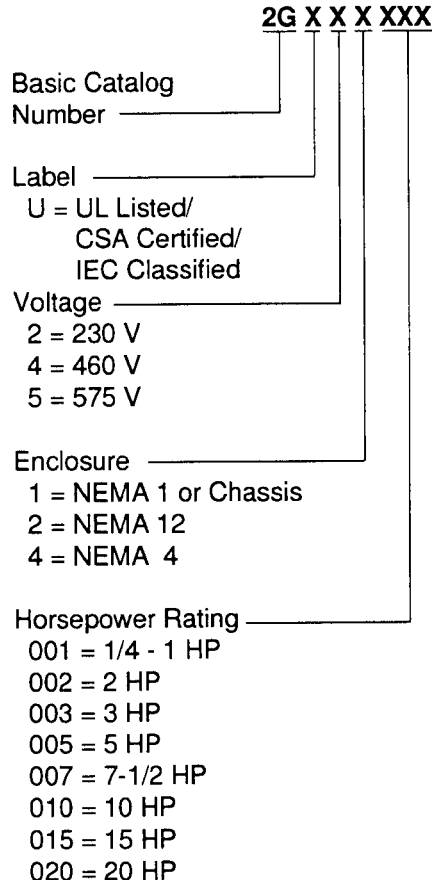 2G X X X XXX
Basic Catalog
Number
Label
U = UL Listed/
CSA Certified/
IEC Classified
Voltage
2 = 230 V
4 = 460 V
5 = 575 V
Enclosure
1 = NEMA 1 or Chassis
2 = NEMA 12
4 = NEMA 4
Horsepower Rating
001 = 1/4 - 1 HP
002 = 2 HP
003 = 3 HP
005 = 5 HP
007 = 7-1/2 HP
010 = 10 HP
015 = 15 HP
020 = 20 HP